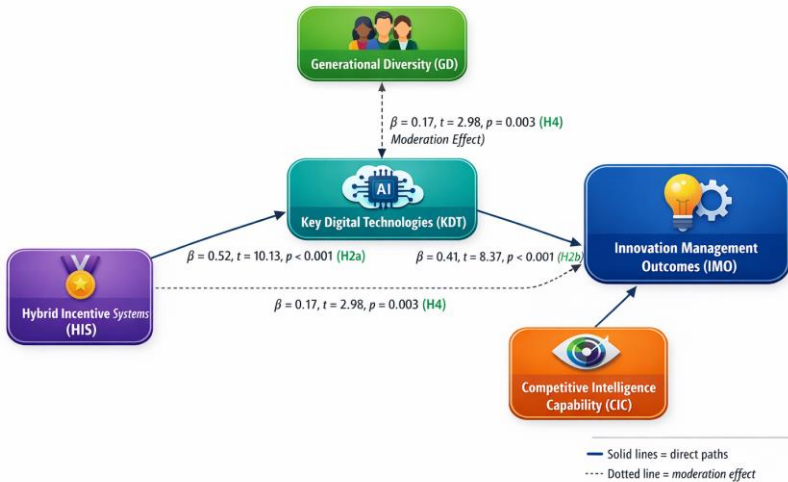 Generational Diversity (GD)
β = 0.17, t = 2.98, p = 0.003 (H4)
Moderation Effect)
AI
Key Digital Technologies (KDT)
β = 0.52, t = 10.13, p < 0.001 (H2a)
β = 0.41, t = 8.37, p < 0.001 (H2b)
Innovation Management
Outcomes (IMO)
Hybrid Incentive Systems
(HIS)
β = 0.17, t = 2.98, p = 0.003 (H4)
Competitive Intelligence
Capability (CIC)
Solid lines = direct paths
Dotted line = moderation effect